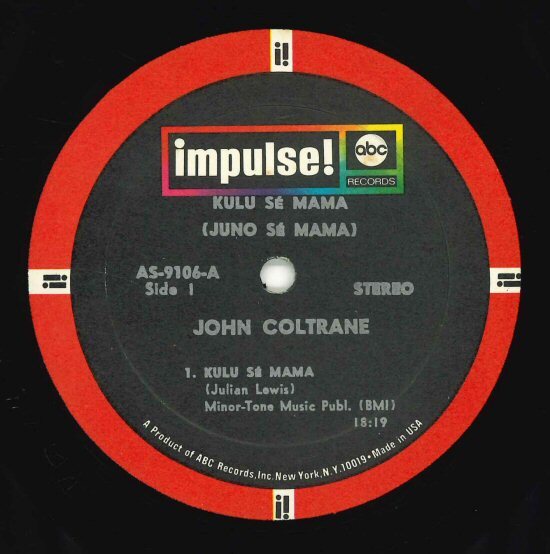 i!
impulse!
abc
RECORDS
KULU SÉ MAMA
(JUNO SÉ MAMA)
AS-9106-A
Side 1
STEREO
i!
i!
JOHN COLTRANE
1. KULU SÉ MAMA
(Julian Lewis)
Minor-Tone Music Publ. (BMI)
18:19
A Product of ABC Records, Inc. New York, N.Y. 10019 • Made in USA
i!